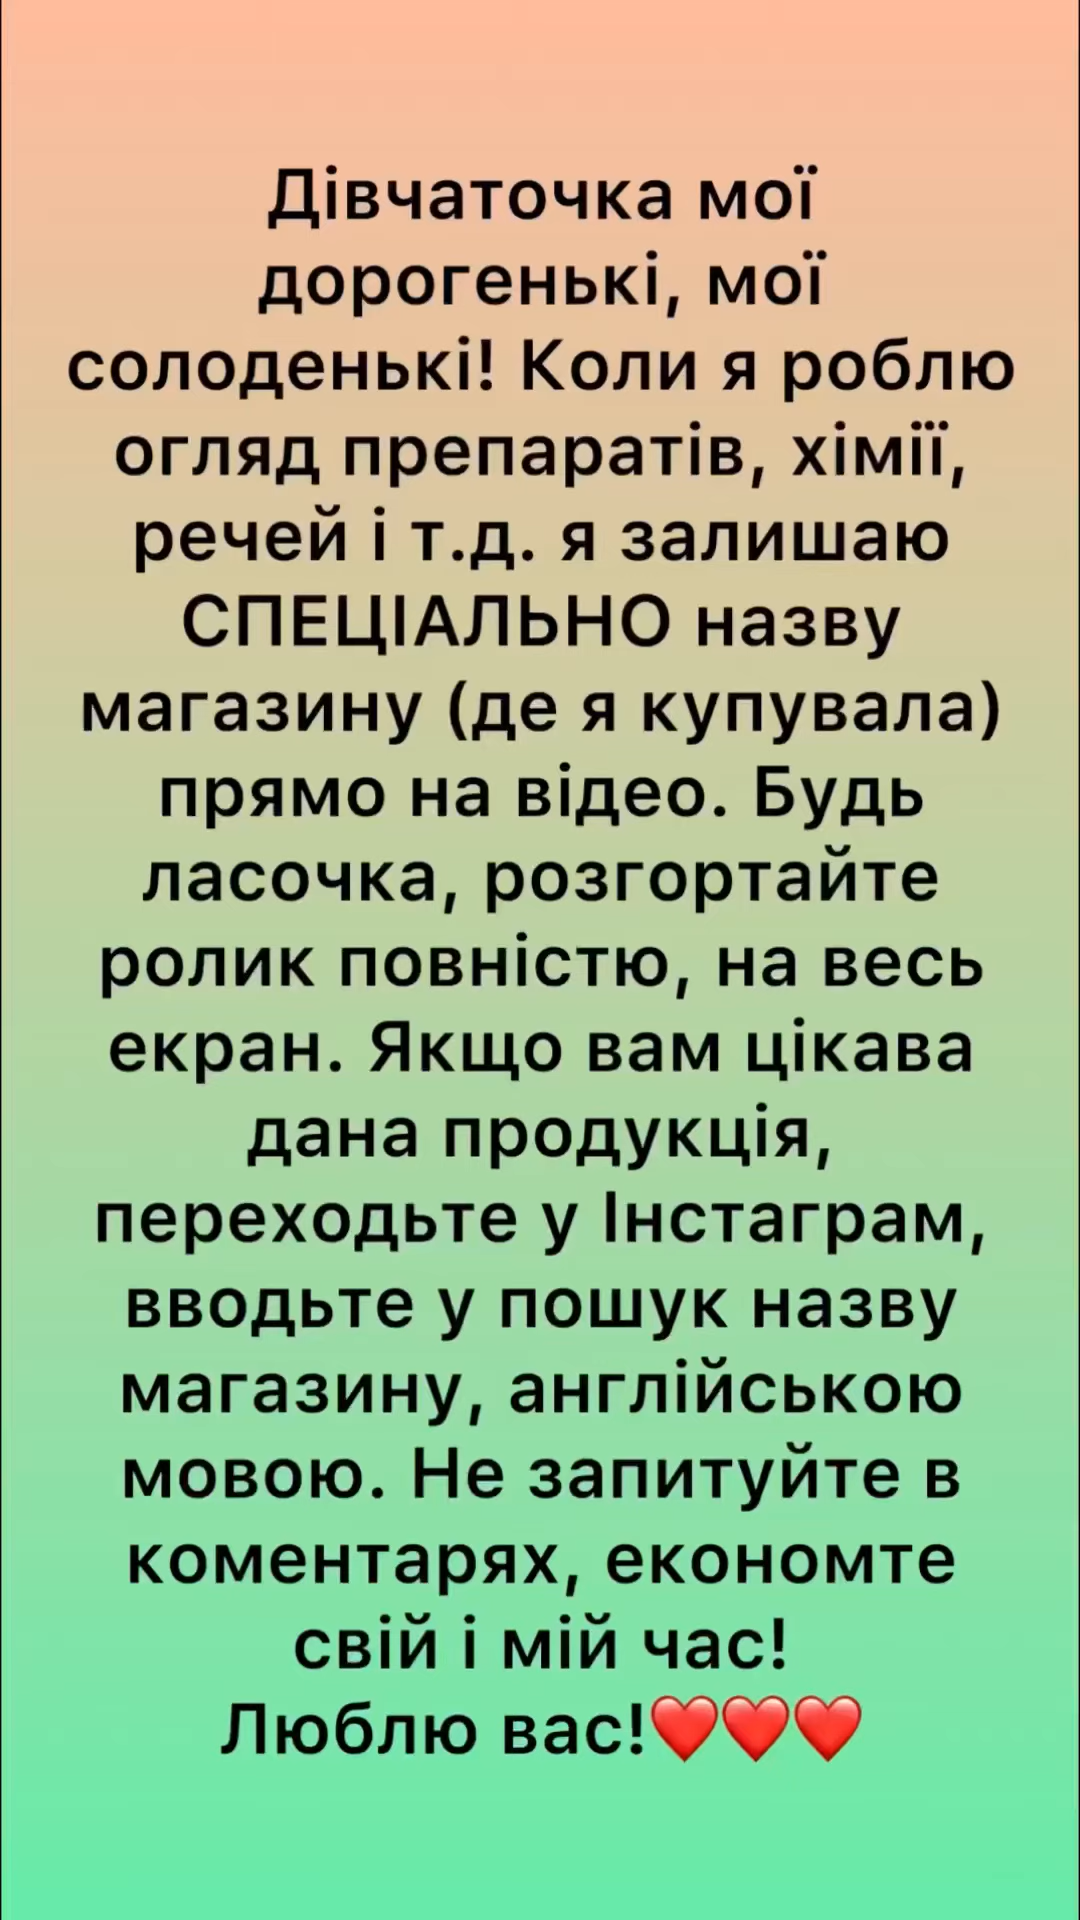 Дівчаточка мої
дорогенькі, мої
солоденькі! Коли я роблю
огляд препаратів, хімії,
речей і т.д. я залишаю
СПЕЦІАЛЬНО назву
магазину (де я купувала)
прямо на відео. Будь
ласочка, розгортайте
ролик повністю, на весь
екран. Якщо вам цікава
дана продукція,
переходьте у Інстаграм,
вводьте у пошук назву
магазину, англійською
мовою. Не запитуйте в
коментарях, економте
свій і мій час!
Люблю вас!❤️❤️❤️